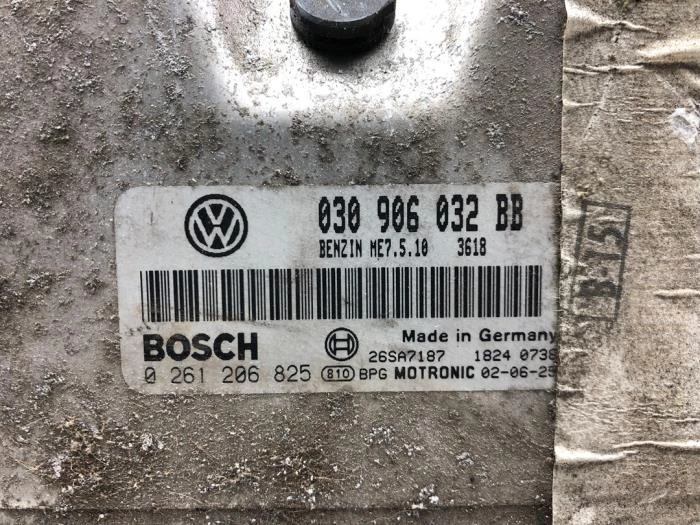 030 906 032 BB
BENZIN ME7.5.10 3618
BOSCH
Made in Germany
26SA7187 1824 0738
0 261 206 825 810 BPG MOTRONIC 02-06-25
B 15